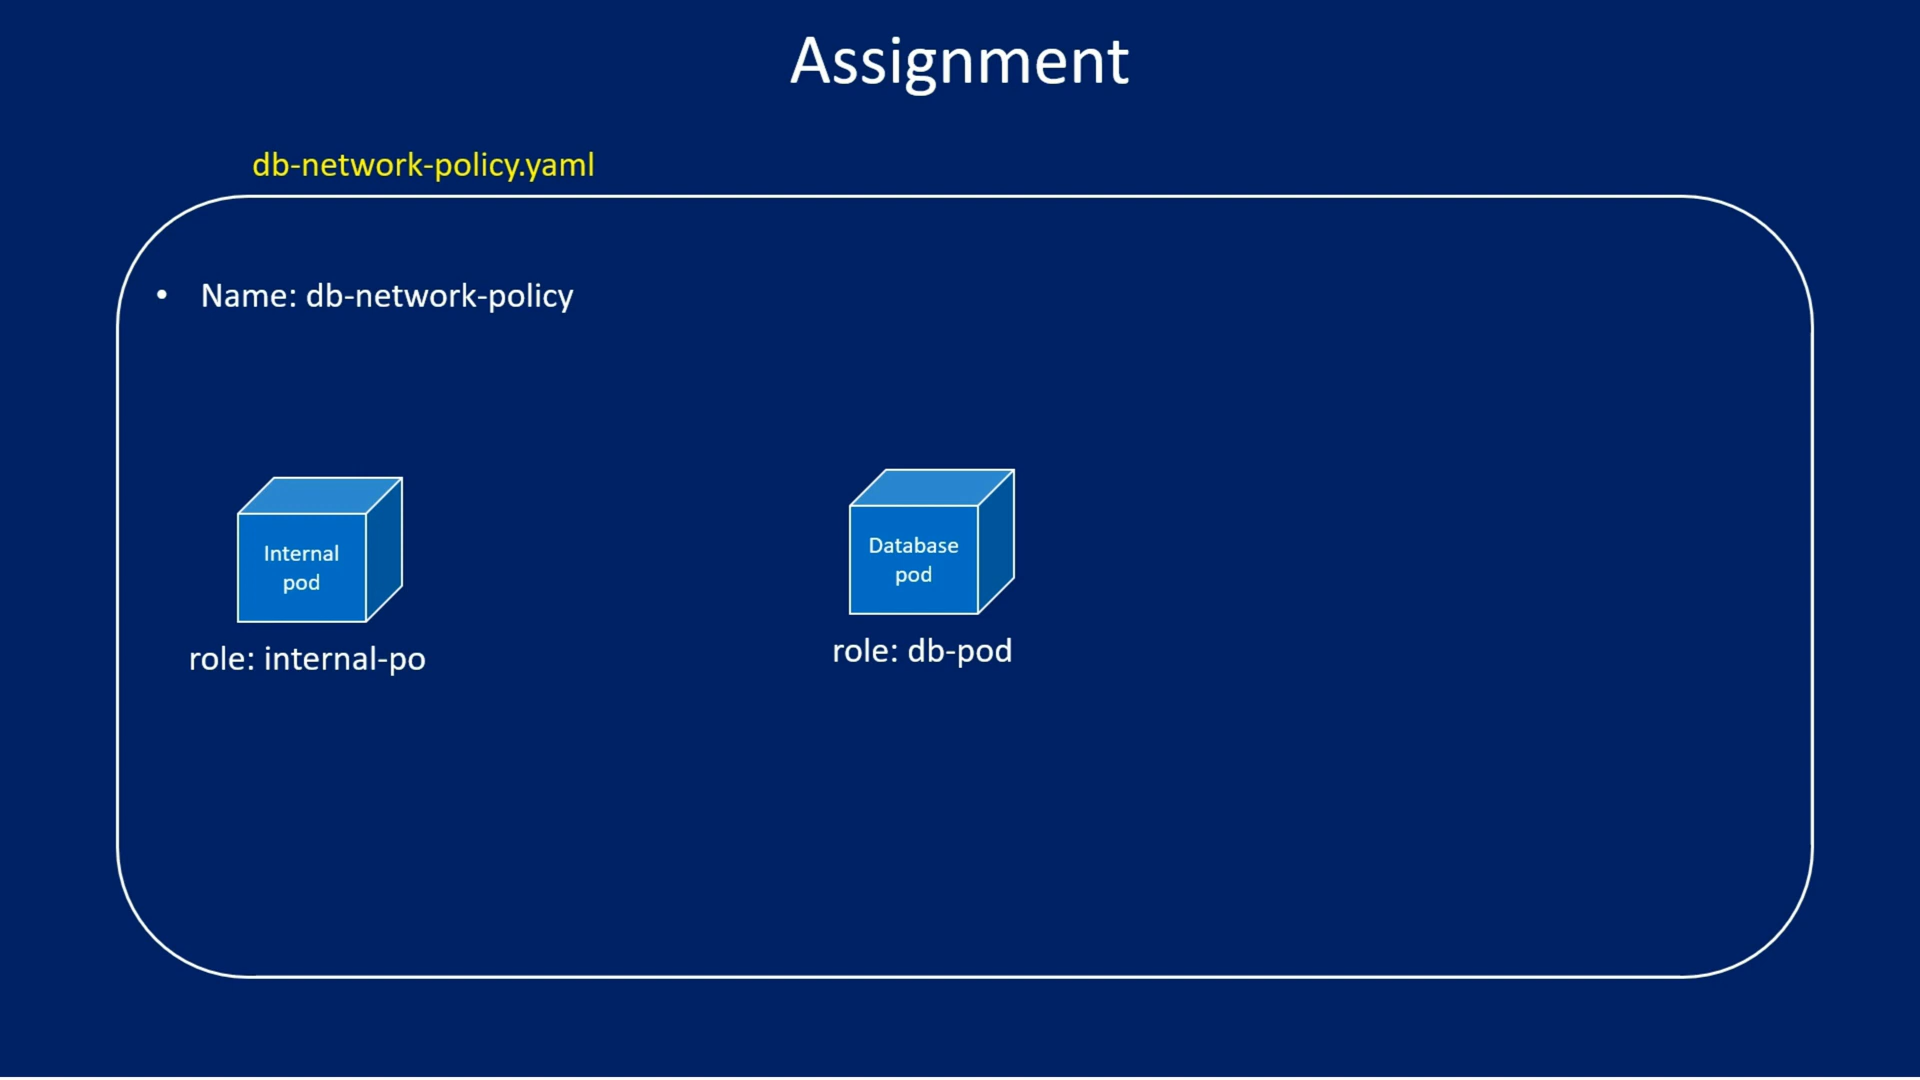 Assignment
db-network-policy.yaml
• Name: db-network-policy
Internal
pod
role: internal-po
Database
pod
role: db-pod